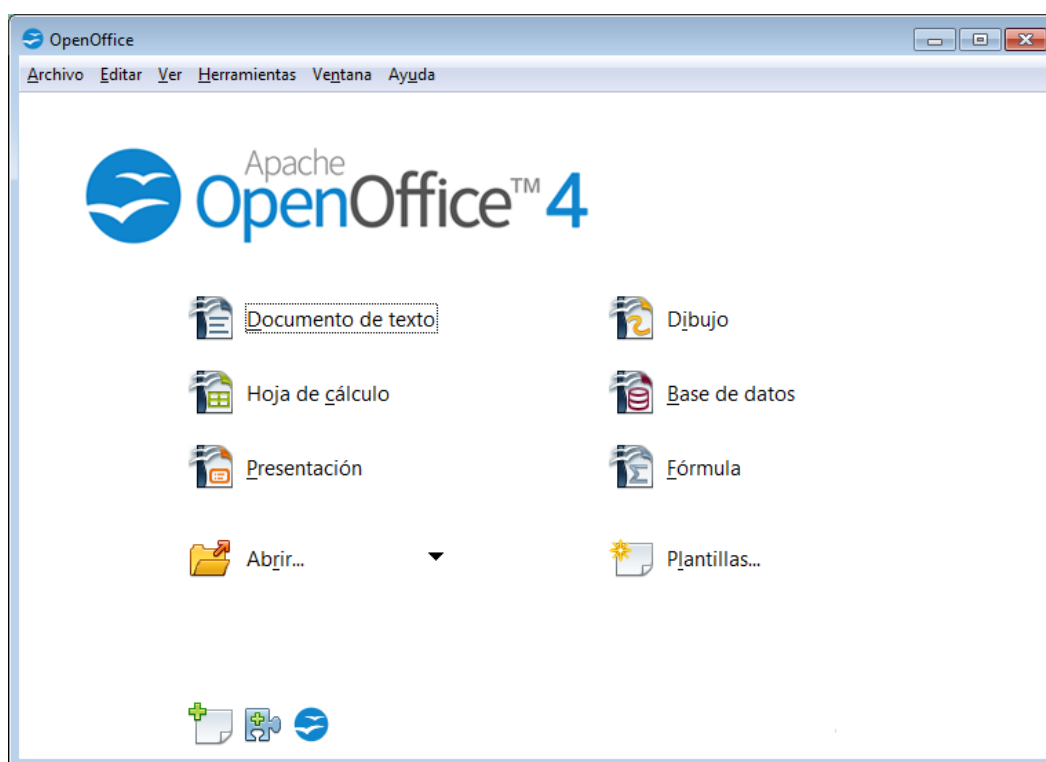 OpenOffice
Archivo Editar Ver Herramientas Ventana Ayuda
Apache
OpenOffice™ 4
Documento de texto
Dibujo
Hoja de cálculo
Base de datos
Presentación
Fórmula
Abrir...
Plantillas...